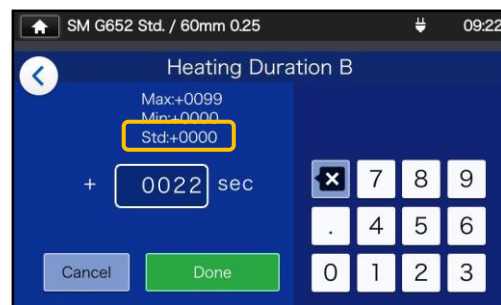 SM G652 Std. / 60mm 0.25 09:22
Heating Duration B
Max:+0099
Min:+0000
Std:+0000
+ 0022 sec
7 8 9
. 4 5 6
Cancel Done 0 1 2 3